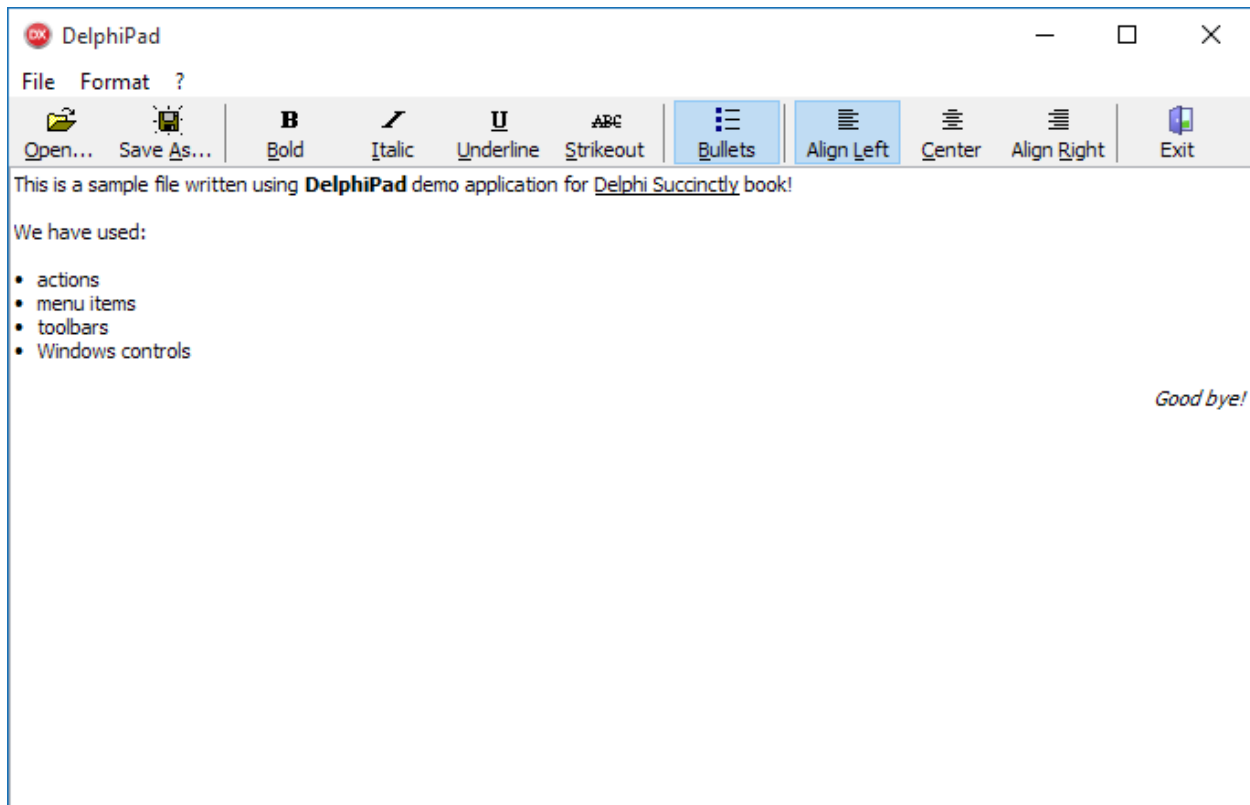 DelphiPad
File Format ?
B I U ABC
Open... Save As... Bold Italic Underline Strikeout Bullets Align Left Center Align Right Exit
This is a sample file written using DelphiPad demo application for Delphi Succinctly book!
We have used:
• actions
• menu items
• toolbars
• Windows controls
Good bye!